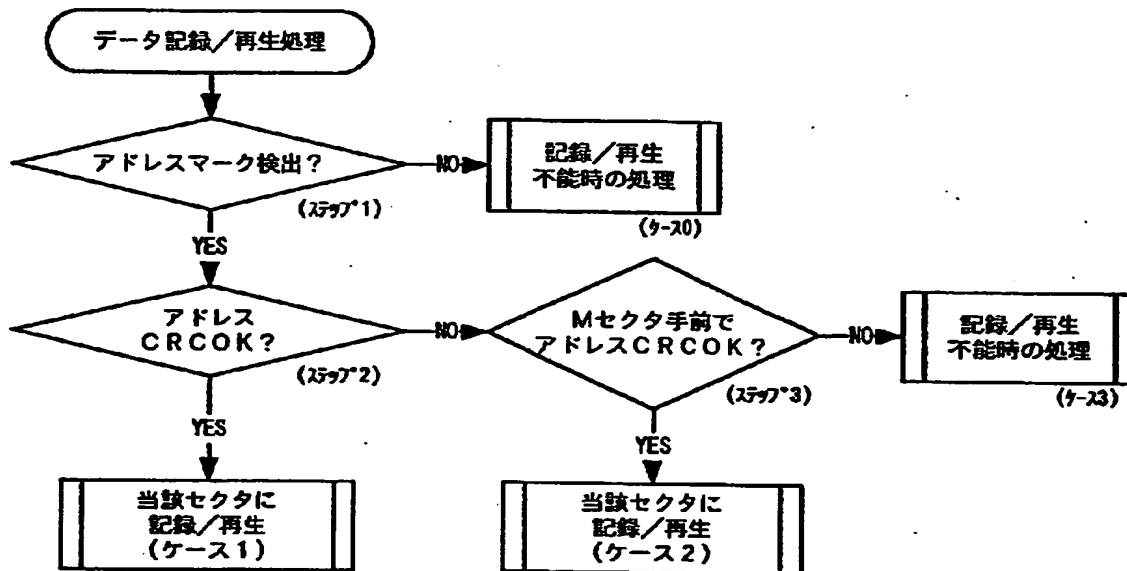 データ記録／再生処理
アドレスマーク検出？
NO
記録／再生
不能時の処理
(ステップ1)
(ケース0)
YES
アドレス
CRCOK？
NO
Mセクタ手前で
アドレスCRCOK？
NO
記録／再生
不能時の処理
(ステップ2)
(ステップ3)
(ケース3)
YES
YES
当該セクタに
記録／再生
(ケース1)
当該セクタに
記録／再生
(ケース2)